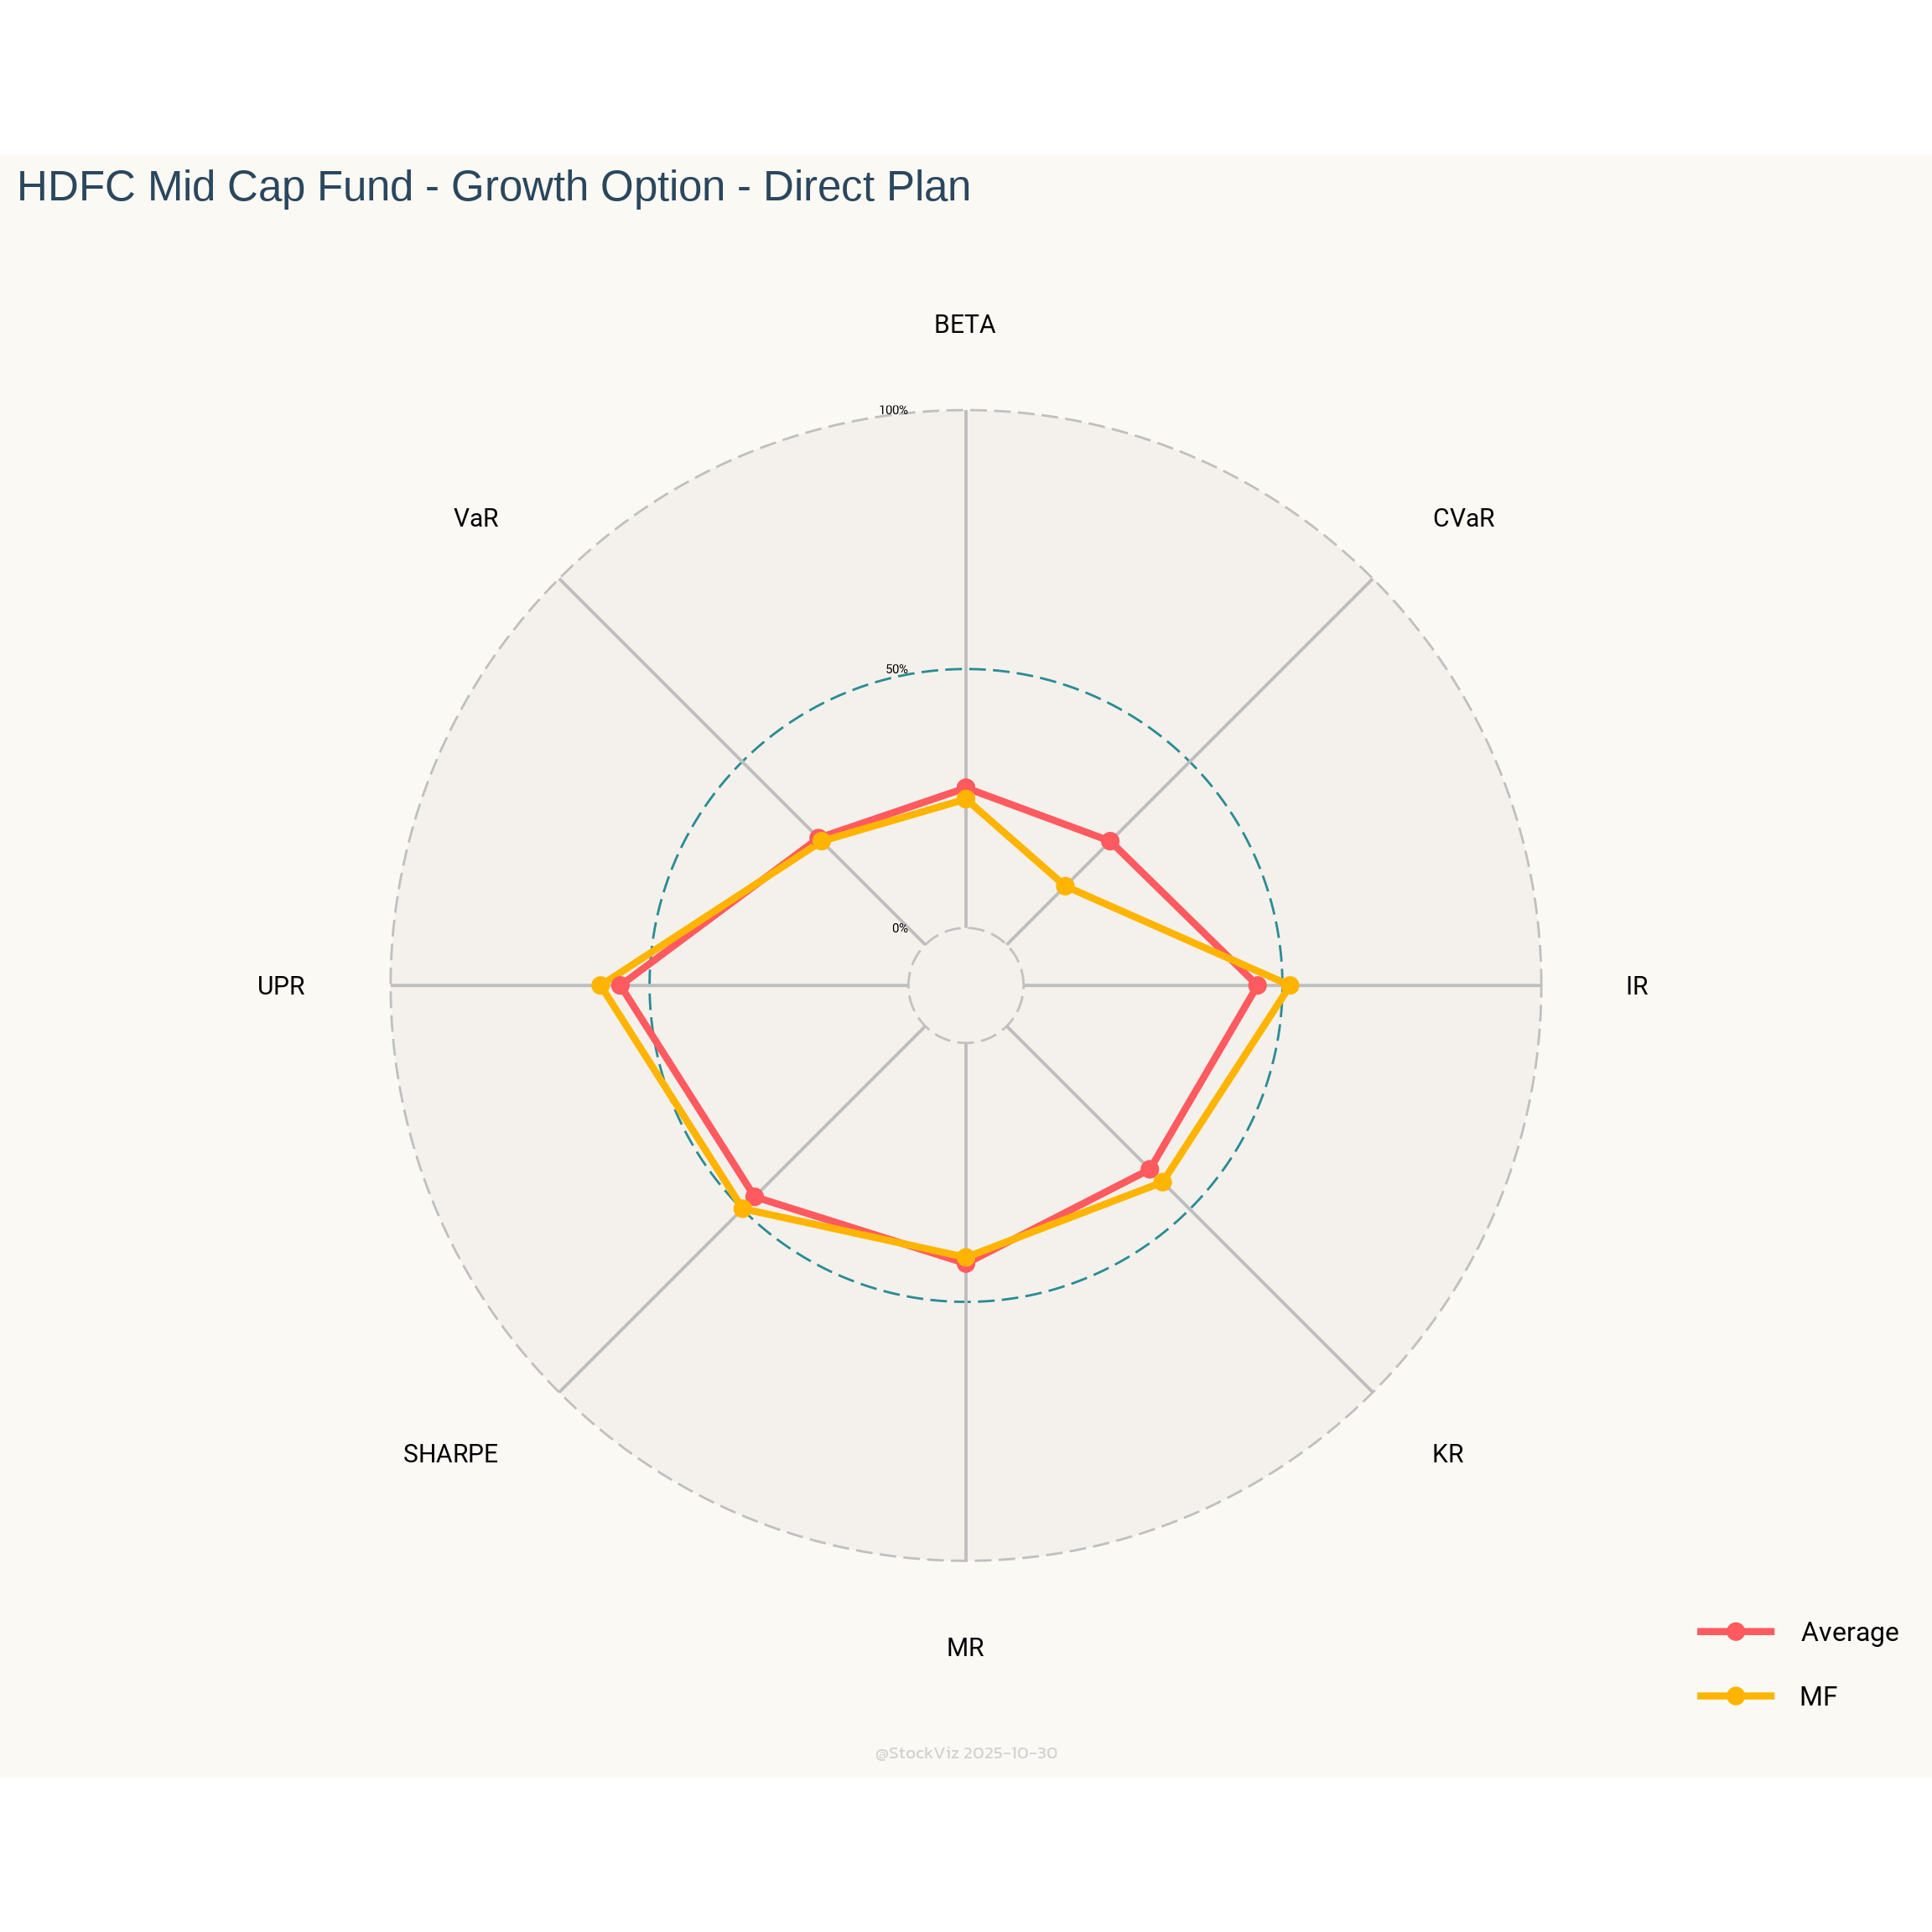 HDFC Mid Cap Fund - Growth Option - Direct Plan
BETA
100%
VaR
CVaR
50%
0%
UPR
IR
SHARPE
KR
MR
Average
MF
@StockViz 2025-10-30